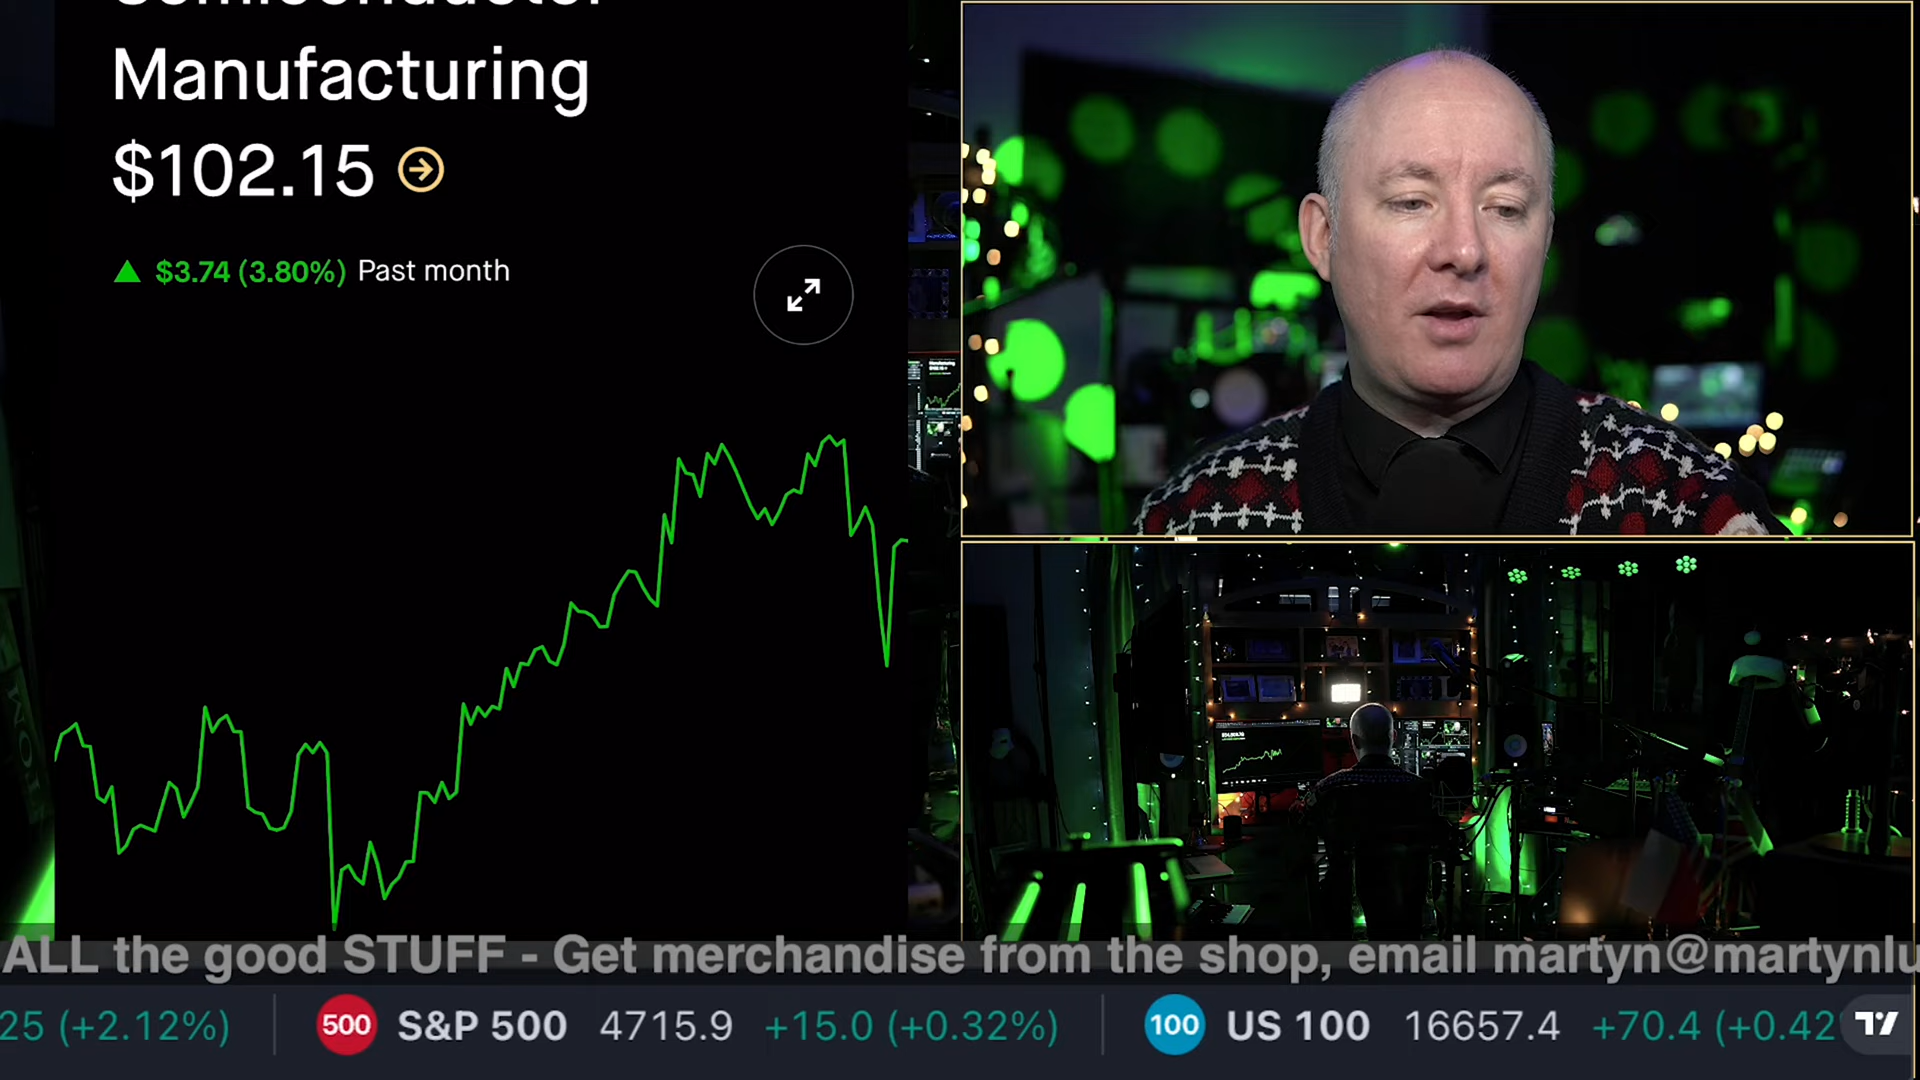 Semiconductor
Manufacturing
$102.15
$3.74 (3.80%) Past month
ALL the good STUFF - Get merchandise from the shop, email martyn@martynlu
25 (+2.12%)
500 S&P 500 4715.9 +15.0 (+0.32%)
100 US 100 16657.4 +70.4 (+0.42